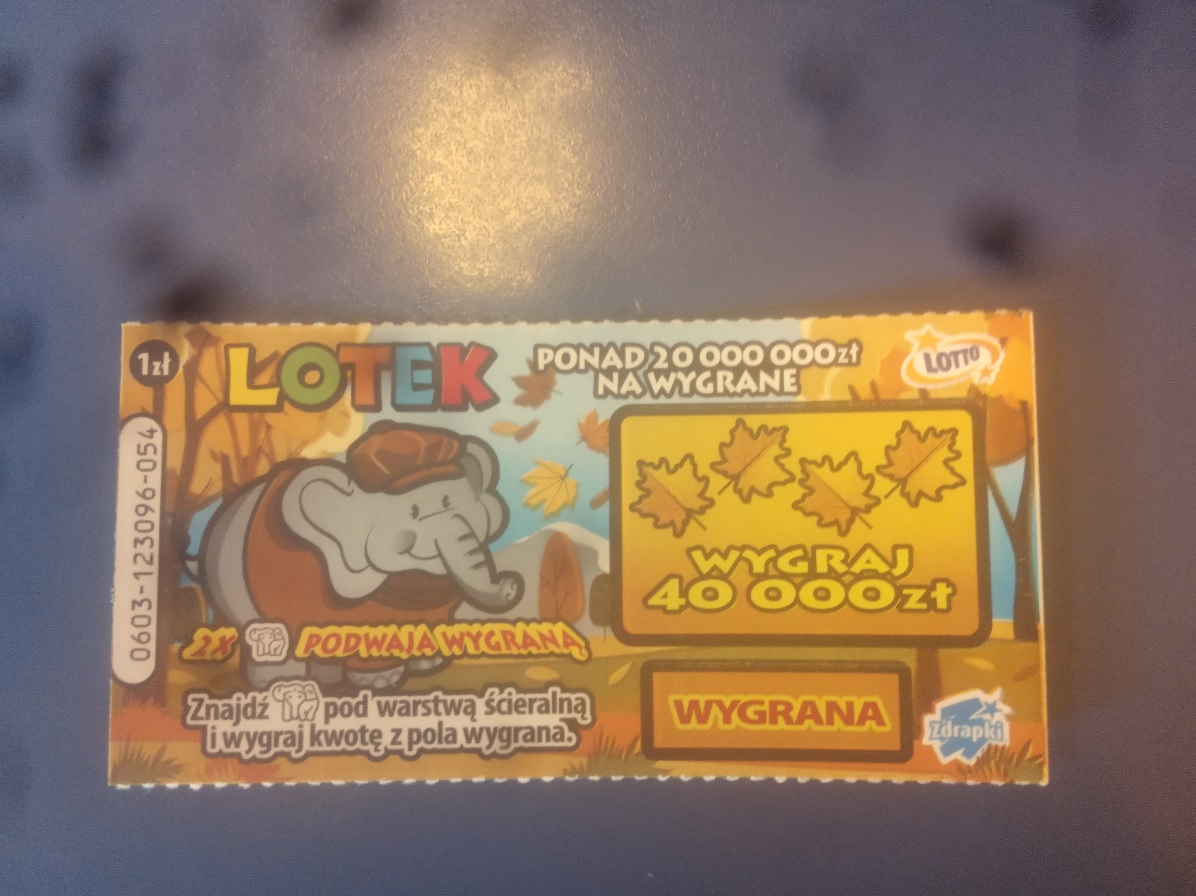 1zł
LOTEK
PONAD 20 000 000zł
NA WYGRANE
LOTTO
0603-123096-054
WYGRAJ
40 000zł
2X PODWAJA WYGRANĄ
Znajdź pod warstwą ścieralną
i wygraj kwotę z pola wygrana.
WYGRANA
Zdrapki